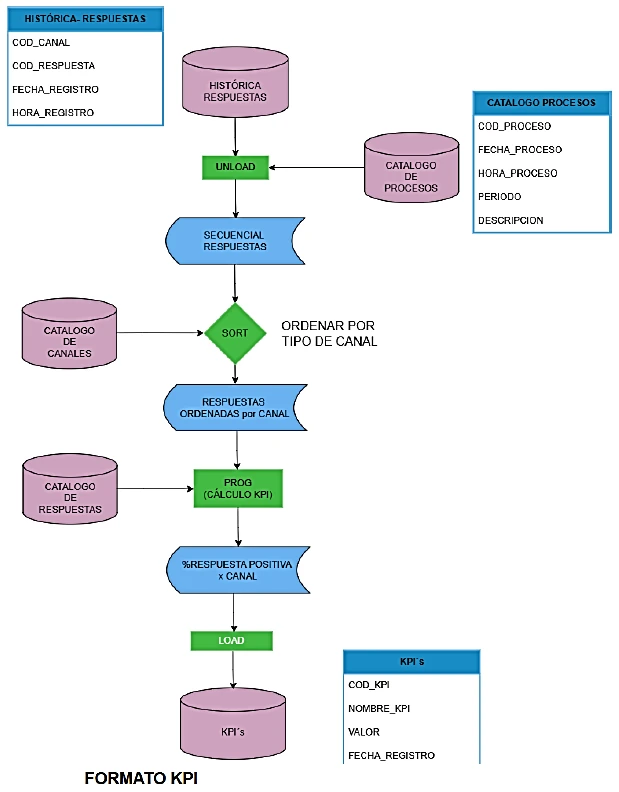 HISTÓRICA- RESPUESTAS
COD_CANAL
COD_RESPUESTA
FECHA_REGISTRO
HORA_REGISTRO
HISTÓRICA
RESPUESTAS
CATALOGO PROCESOS
COD_PROCESO
FECHA_PROCESO
HORA_PROCESO
PERIODO
DESCRIPCION
UNLOAD
CATALOGO
DE
PROCESOS
SECUENCIAL
RESPUESTAS
CATALOGO
DE
CANALES
SORT
ORDENAR POR
TIPO DE CANAL
RESPUESTAS
ORDENADAS por CANAL
CATALOGO
DE
RESPUESTAS
PROG
(CÁLCULO KPI)
%RESPUESTA POSITIVA
x CANAL
LOAD
KPI´s
COD_KPI
NOMBRE_KPI
VALOR
FECHA_REGISTRO
KPI´s
FORMATO KPI